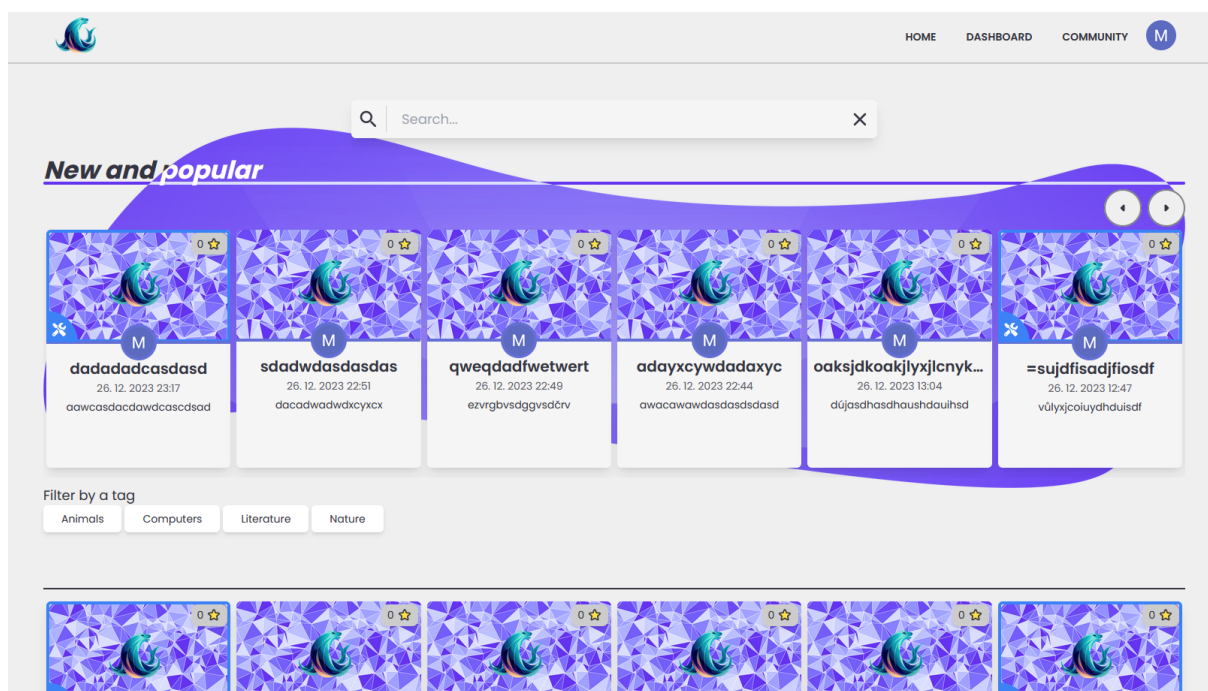 HOME DASHBOARD COMMUNITY M
Search...
New and popular
0 0 0 0 0 0
M M M M M M
dadadadcasdasd
26. 12. 2023 23:17
aawcasdacdawdcascdsad
sdadwdasdasdas
26. 12. 2023 22:51
dacadwadwdxcyxcx
qweqdadfwetwert
26. 12. 2023 22:49
ezvrgbvsdggvsdčrv
adayxcywdadaxyc
26. 12. 2023 22:44
awacawawdasdasdsdasd
oaksjdkoakjlyxjlcnyk...
26. 12. 2023 13:04
dújasdhasdhaushdauihsd
=sujdfisadjfiosdf
26. 12. 2023 12:47
vůlyxjcoiuydhduisdf
Filter by a tag
Animals Computers Literature Nature
0 0 0 0 0 0